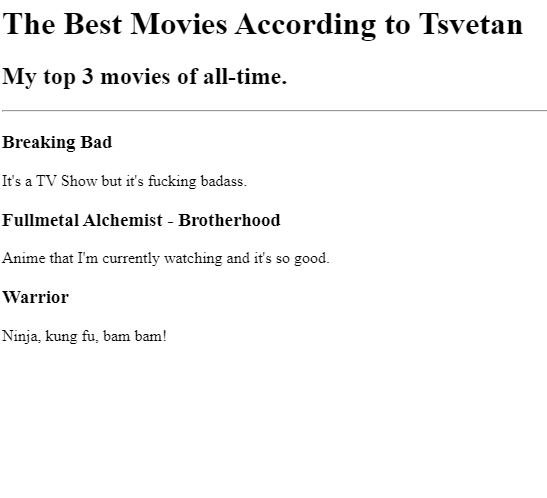 The Best Movies According to Tsvetan
My top 3 movies of all-time.
Breaking Bad
It's a TV Show but it's fucking badass.
Fullmetal Alchemist - Brotherhood
Anime that I'm currently watching and it's so good.
Warrior
Ninja, kung fu, bam bam!